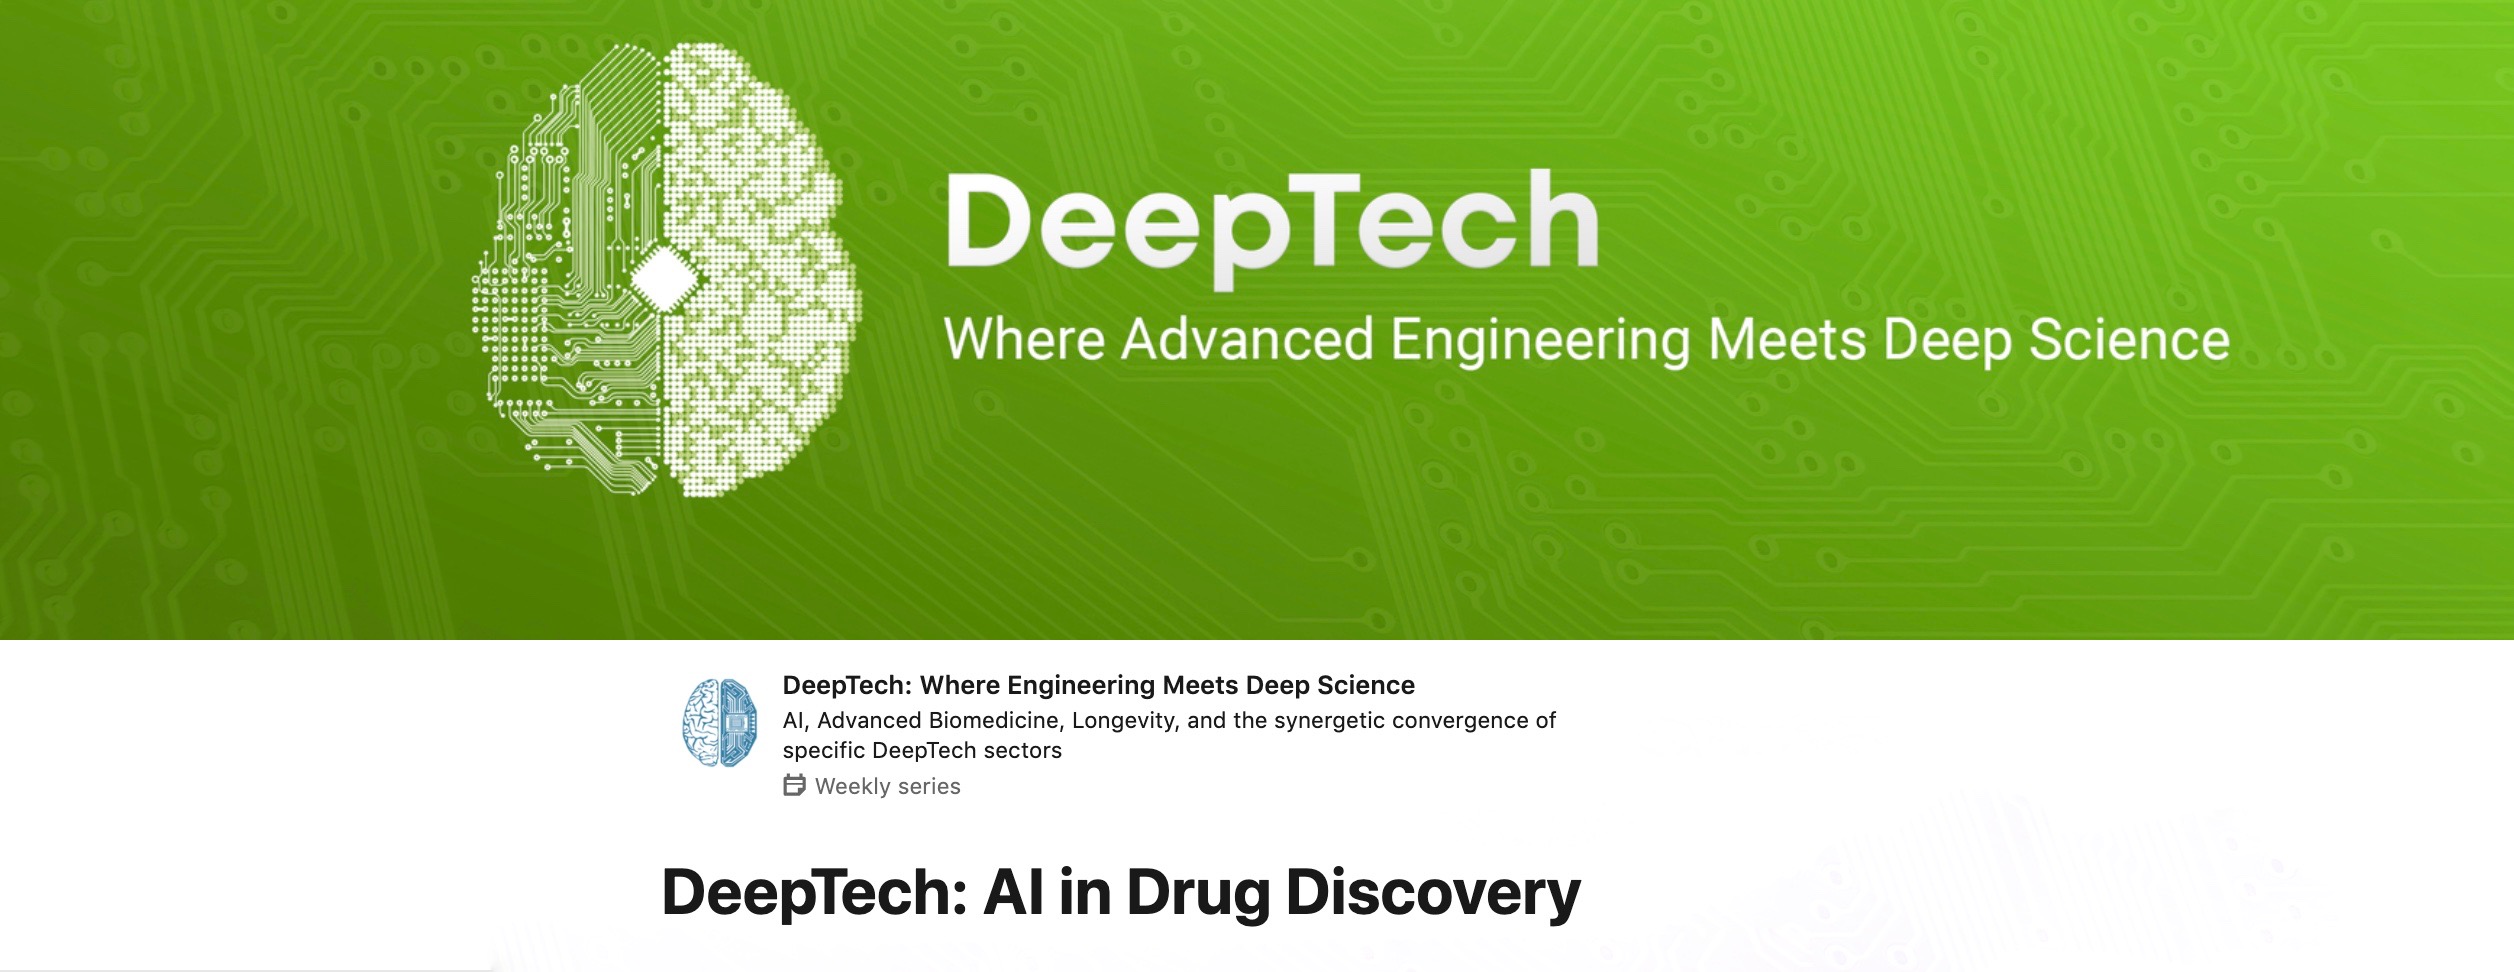 DeepTech
Where Advanced Engineering Meets Deep Science
DeepTech: Where Engineering Meets Deep Science
AI, Advanced Biomedicine, Longevity, and the synergetic convergence of
specific DeepTech sectors
Weekly series
DeepTech: AI in Drug Discovery